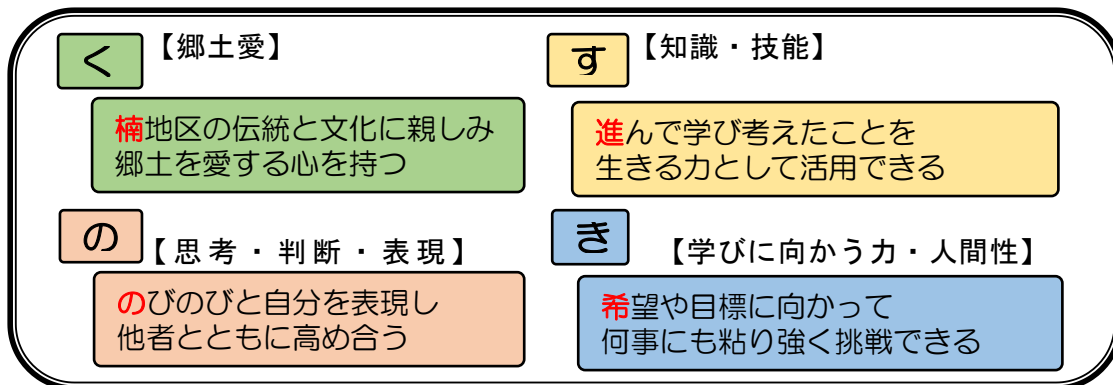 く
【郷土愛】
楠地区の伝統と文化に親しみ
郷土を愛する心を持つ
す
【知識・技能】
進んで学び考えたことを
生きる力として活用できる
の
【思考・判断・表現】
のびのびと自分を表現し
他者とともに高め合う
き
【学びに向かう力・人間性】
希望や目標に向かって
何事にも粘り強く挑戦できる